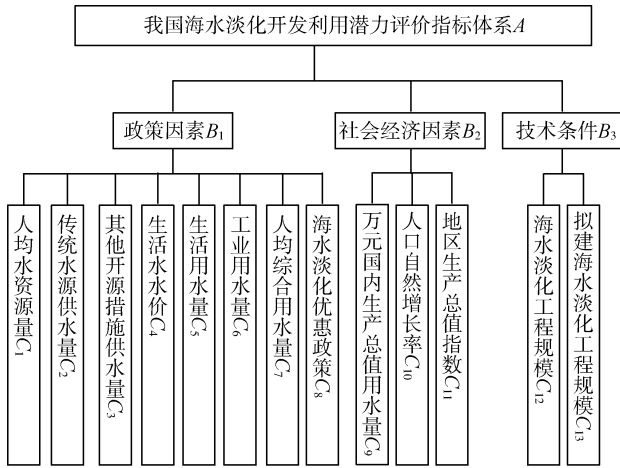 我国海水淡化开发利用潜力评价指标体系A
政策因素B₁
社会经济因素B₂
技术条件B₃
人均水资源量C₁
传统水源供水量C₂
其他开源措施供水量C₃
生活水水价C₄
生活用水量C₅
工业用水量C₆
人均综合用水量C₇
海水淡化优惠政策C₈
万元国内生产总值用水量C₉
人口自然增长率C₁₀
地区生产总值指数C₁₁
海水淡化工程规模C₁₂
拟建海水淡化工程规模C₁₃